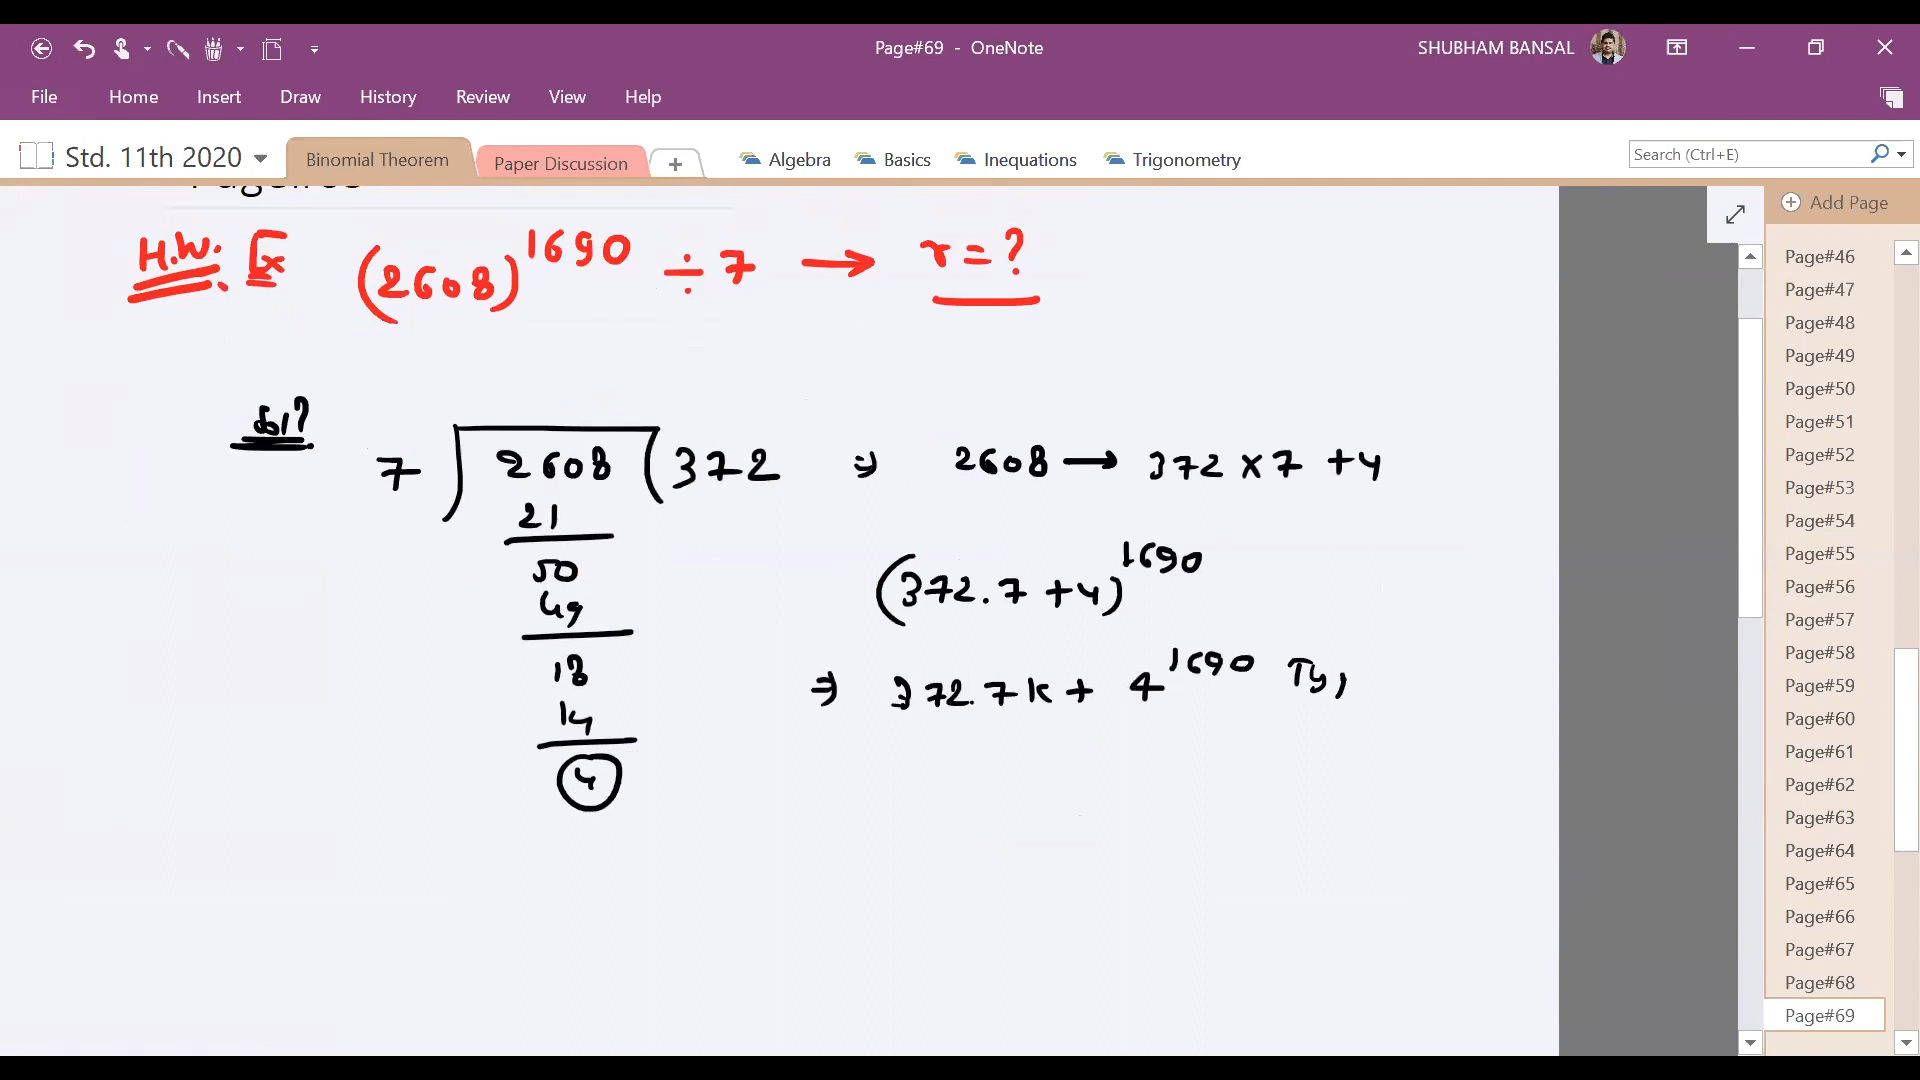 Page#69 - OneNote
SHUBHAM BANSAL
File Home Insert Draw History Review View Help
Std. 11th 2020
Binomial Theorem
Paper Discussion
Algebra Basics Inequations Trigonometry
Search (Ctrl+E)
Add Page
H.W. Ex (2608)^1690 ÷ 7 → r = ?
7 ) 2608 ( 372 ⇒ 2608 → 372 × 7 + 4
21
50
49
18
14
4
(372.7 + 4)^1690
⇒ 372.7k + 4^1690
Page#46
Page#47
Page#48
Page#49
Page#50
Page#51
Page#52
Page#53
Page#54
Page#55
Page#56
Page#57
Page#58
Page#59
Page#60
Page#61
Page#62
Page#63
Page#64
Page#65
Page#66
Page#67
Page#68
Page#69